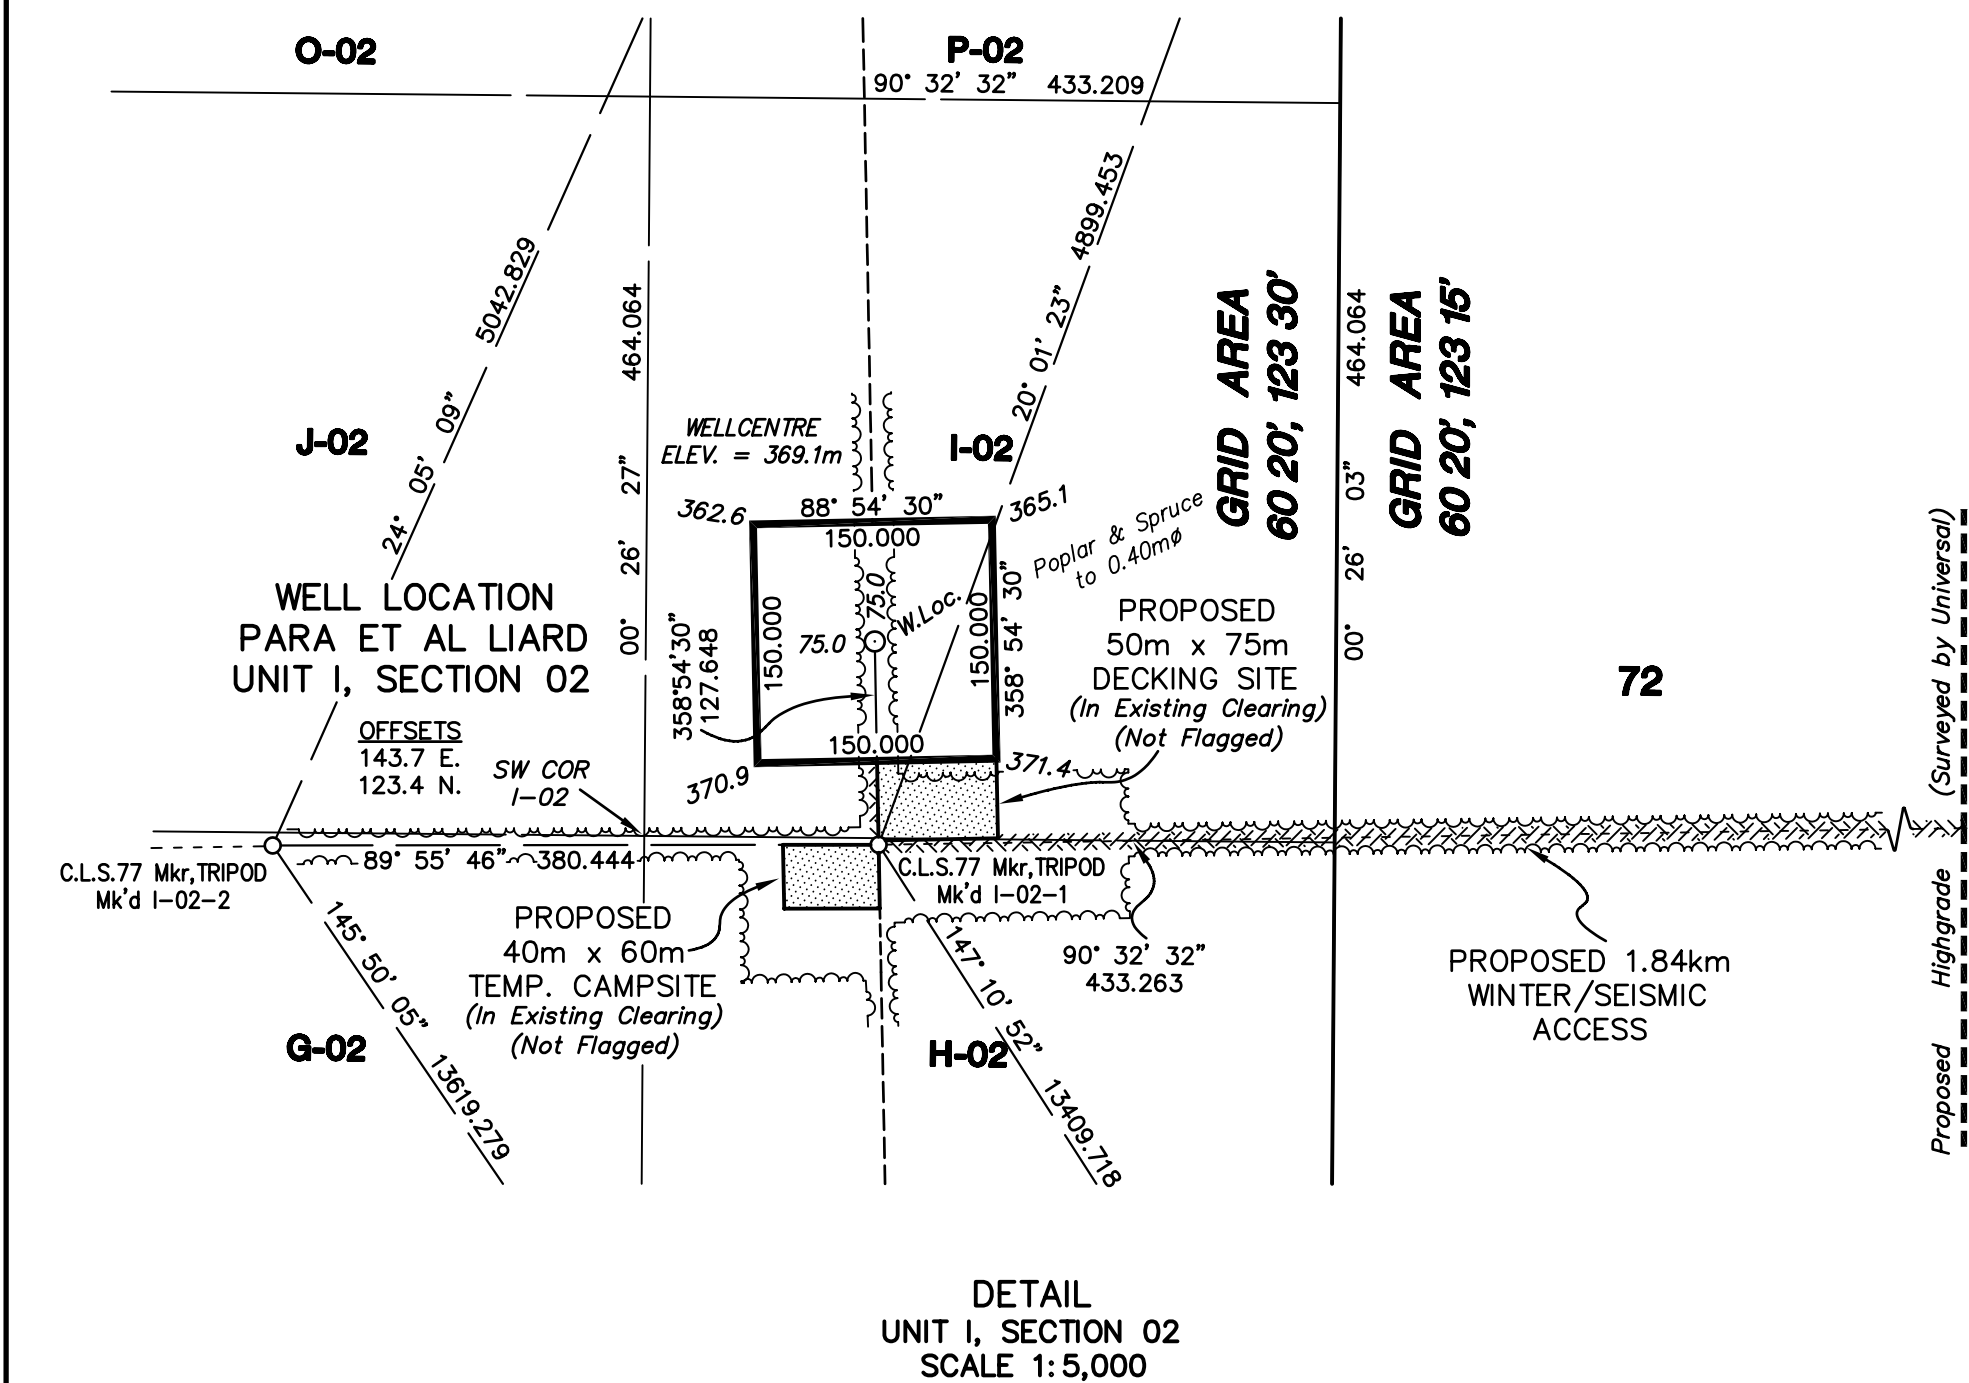 O-02
P-02
90° 32' 32" 433.209
5042.829
24° 05' 09"
464.064
00° 26' 27"
4899.453
20° 01' 23"
GRID AREA
60 20', 123 30'
464.064
00° 26' 03"
GRID AREA
60 20', 123 15'
J-02
WELLCENTRE
ELEV. = 369.1m
I-02
362.6
88° 54' 30"
365.1
150.000
Poplar & Spruce
to 0.40mø
WELL LOCATION
PARA ET AL LIARD
UNIT I, SECTION 02
OFFSETS
143.7 E.
123.4 N.
SW COR
I-02
358°54'30"
127.648
150.000
75.0
75.0
W.Loc.
150.000
358° 54' 30"
150.000
370.9
371.4
PROPOSED
50m x 75m
DECKING SITE
(In Existing Clearing)
(Not Flagged)
72
Proposed Highgrade (Surveyed by Universal)
C.L.S.77 Mkr,TRIPOD
Mk'd I-02-2
89° 55' 46" 380.444
C.L.S.77 Mkr,TRIPOD
Mk'd I-02-1
PROPOSED
40m x 60m
TEMP. CAMPSITE
(In Existing Clearing)
(Not Flagged)
90° 32' 32"
433.263
PROPOSED 1.84km
WINTER/SEISMIC
ACCESS
145° 50' 05" 13619.279
147° 10' 52" 13409.718
G-02
H-02
DETAIL
UNIT I, SECTION 02
SCALE 1:5,000